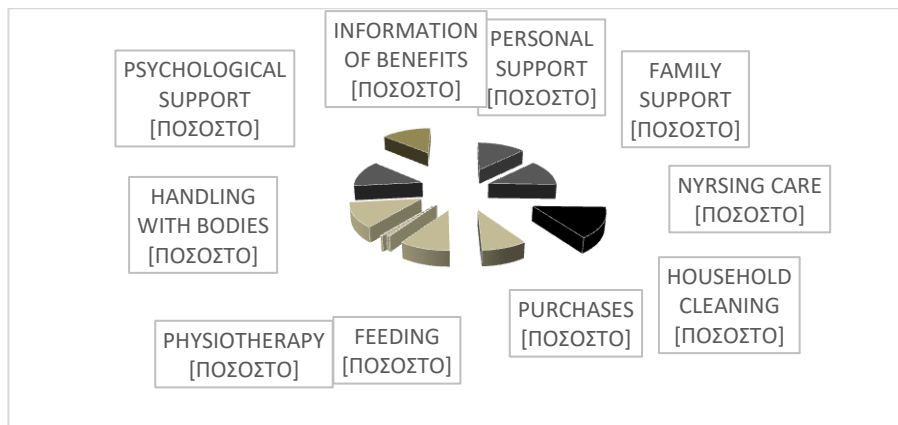 INFORMATION
OF BENEFITS
[ΠΟΣΟΣΤΟ]
PERSONAL
SUPPORT
[ΠΟΣΟΣΤΟ]
FAMILY
SUPPORT
[ΠΟΣΟΣΤΟ]
NYRSING CARE
[ΠΟΣΟΣΤΟ]
HOUSEHOLD
CLEANING
[ΠΟΣΟΣΤΟ]
PURCHASES
[ΠΟΣΟΣΤΟ]
FEEDING
[ΠΟΣΟΣΤΟ]
PHYSIOTHERAPY
[ΠΟΣΟΣΤΟ]
HANDLING
WITH BODIES
[ΠΟΣΟΣΤΟ]
PSYCHOLOGICAL
SUPPORT
[ΠΟΣΟΣΤΟ]